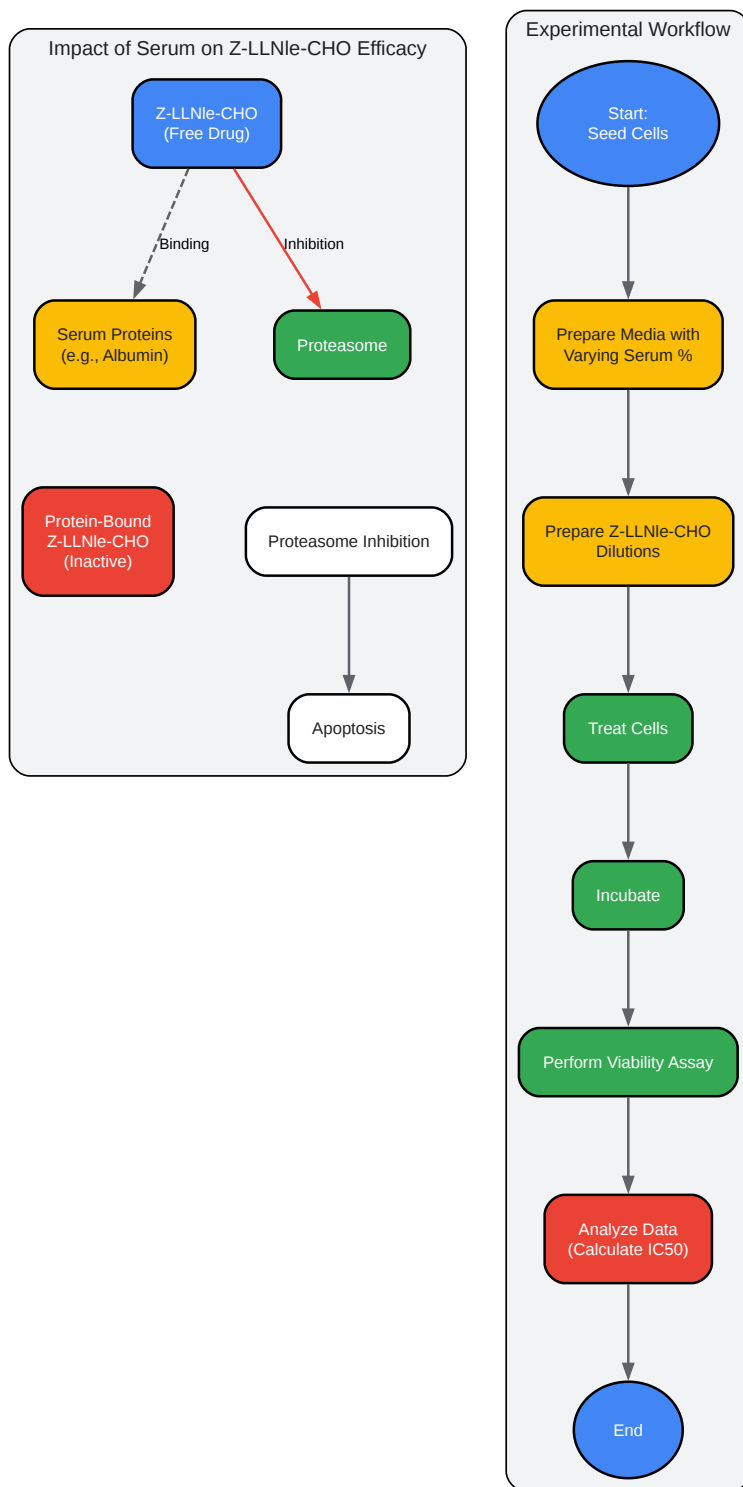 Impact of Serum on Z-LLNle-CHO Efficacy
Z-LLNle-CHO
(Free Drug)
Binding
Inhibition
Serum Proteins
(e.g., Albumin)
Proteasome
Protein-Bound
Z-LLNle-CHO
(Inactive)
Proteasome Inhibition
Apoptosis
Experimental Workflow
Start:
Seed Cells
Prepare Media with
Varying Serum %
Prepare Z-LLNle-CHO
Dilutions
Treat Cells
Incubate
Perform Viability Assay
Analyze Data
(Calculate IC50)
End